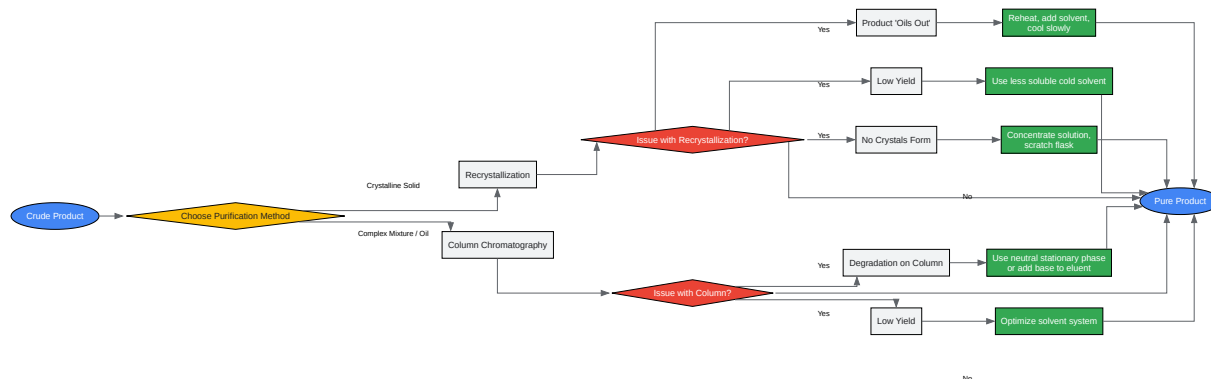 Product 'Oils Out'
Reheat, add solvent,
cool slowly
Yes
Low Yield
Use less soluble cold solvent
Yes
Issue with Recrystallization?
Yes
No Crystals Form
Concentrate solution,
scratch flask
Recrystallization
Crystalline Solid
No
Pure Product
Crude Product
Choose Purification Method
Complex Mixture / Oil
Column Chromatography
Yes
Degradation on Column
Use neutral stationary phase
or add base to eluent
Issue with Column?
Yes
Low Yield
Optimize solvent system
No